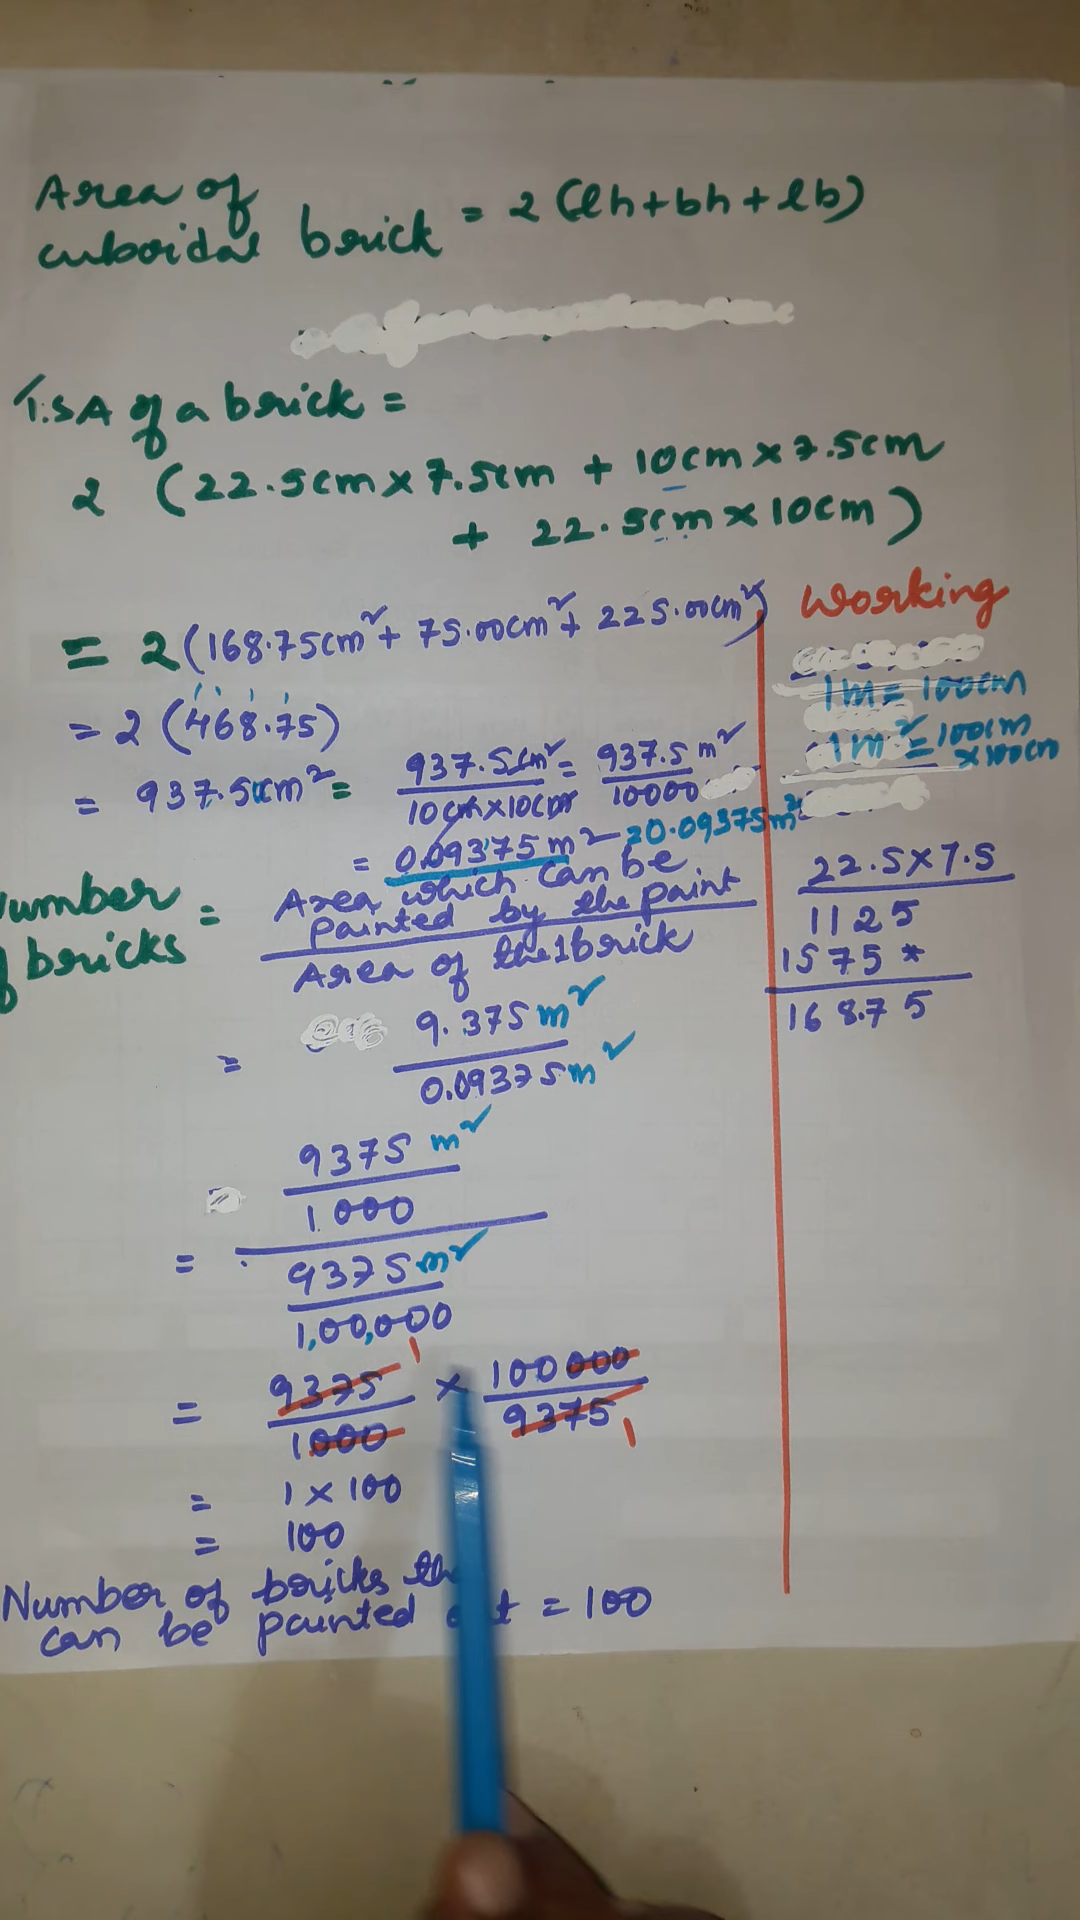 Area of
cuboidal brick = 2 (lh+bh+lb)
T.SA of a brick =
2 (22.5cm×7.5cm + 10cm×7.5cm
+ 22.5cm×10cm)
= 2(168.75cm²+ 75.00cm²+ 225.00cm²)
= 2 (468.75)
= 937.5cm² = 937.5cm² / 10cm×10cm = 937.5 m² / 10000
= 0.09375 m² 0.09375m²
Number of bricks = Area which can be painted by the paint / Area of the 1 brick
= 9.375 m² / 0.09375m²
= 9375 m² / 1000 / 9375m² / 1,00,000
= 9375 / 1000 × 100000 / 9375
1
1
= 1 × 100
= 100
Number of bricks
can be painted = 100
Working
1m = 100cm
1m² = 100cm
×100cm
22.5×7.5
1125
1575*
168.75